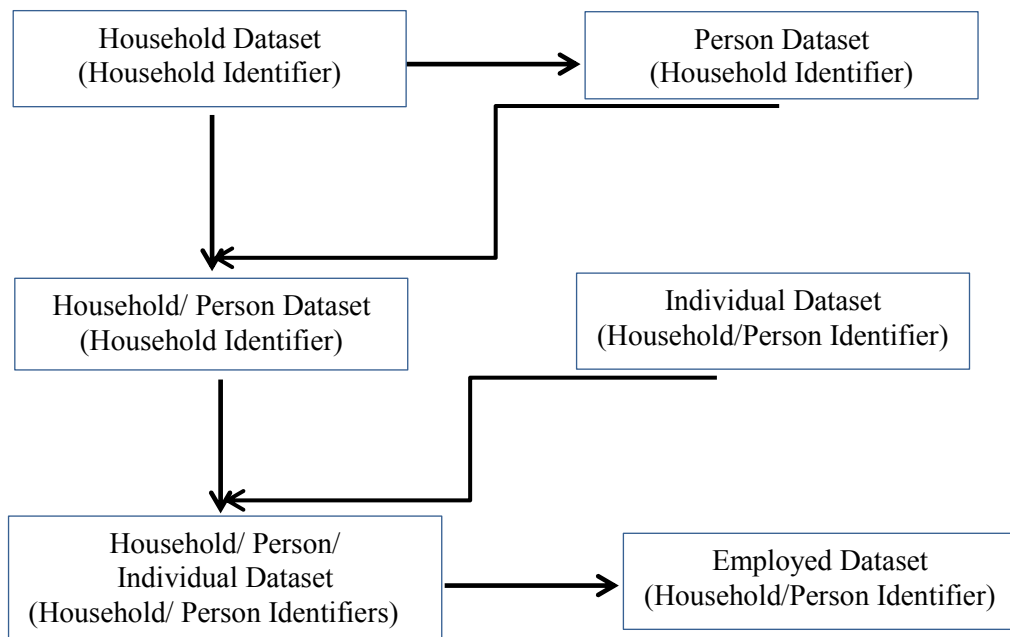 Household Dataset
(Household Identifier)
Person Dataset
(Household Identifier)
Household/ Person Dataset
(Household Identifier)
Individual Dataset
(Household/Person Identifier)
Household/ Person/
Individual Dataset
(Household/ Person Identifiers)
Employed Dataset
(Household/Person Identifier)